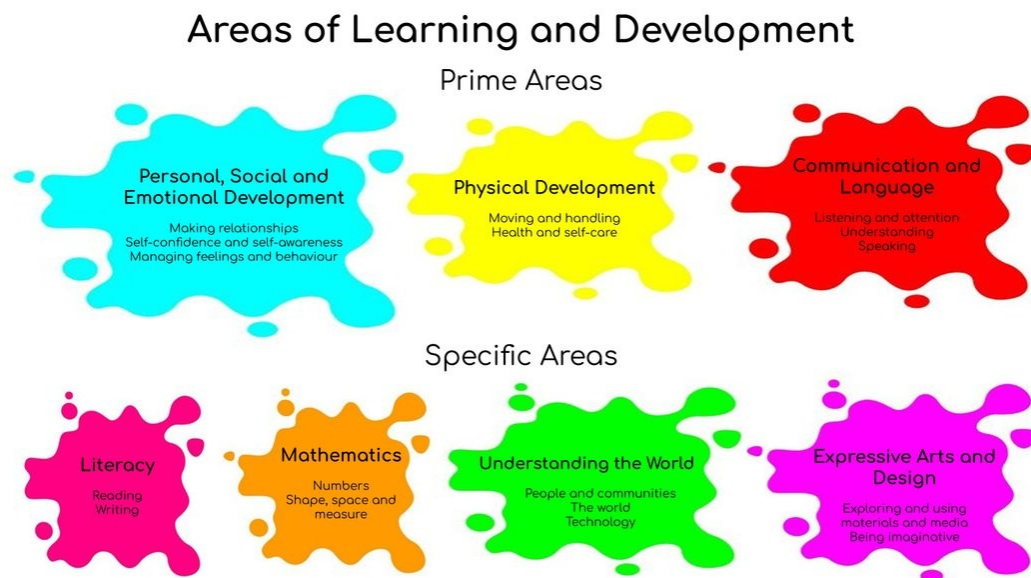 Areas of Learning and Development
Prime Areas
Personal, Social and
Emotional Development
Making relationships
Self-confidence and self-awareness
Managing feelings and behaviour
Physical Development
Moving and handling
Health and self-care
Communication and
Language
Listening and attention
Understanding
Speaking
Specific Areas
Literacy
Reading
Writing
Mathematics
Numbers
Shape, space and
measure
Understanding the World
People and communities
The world
Technology
Expressive Arts and
Design
Exploring and using
materials and media
Being imaginative